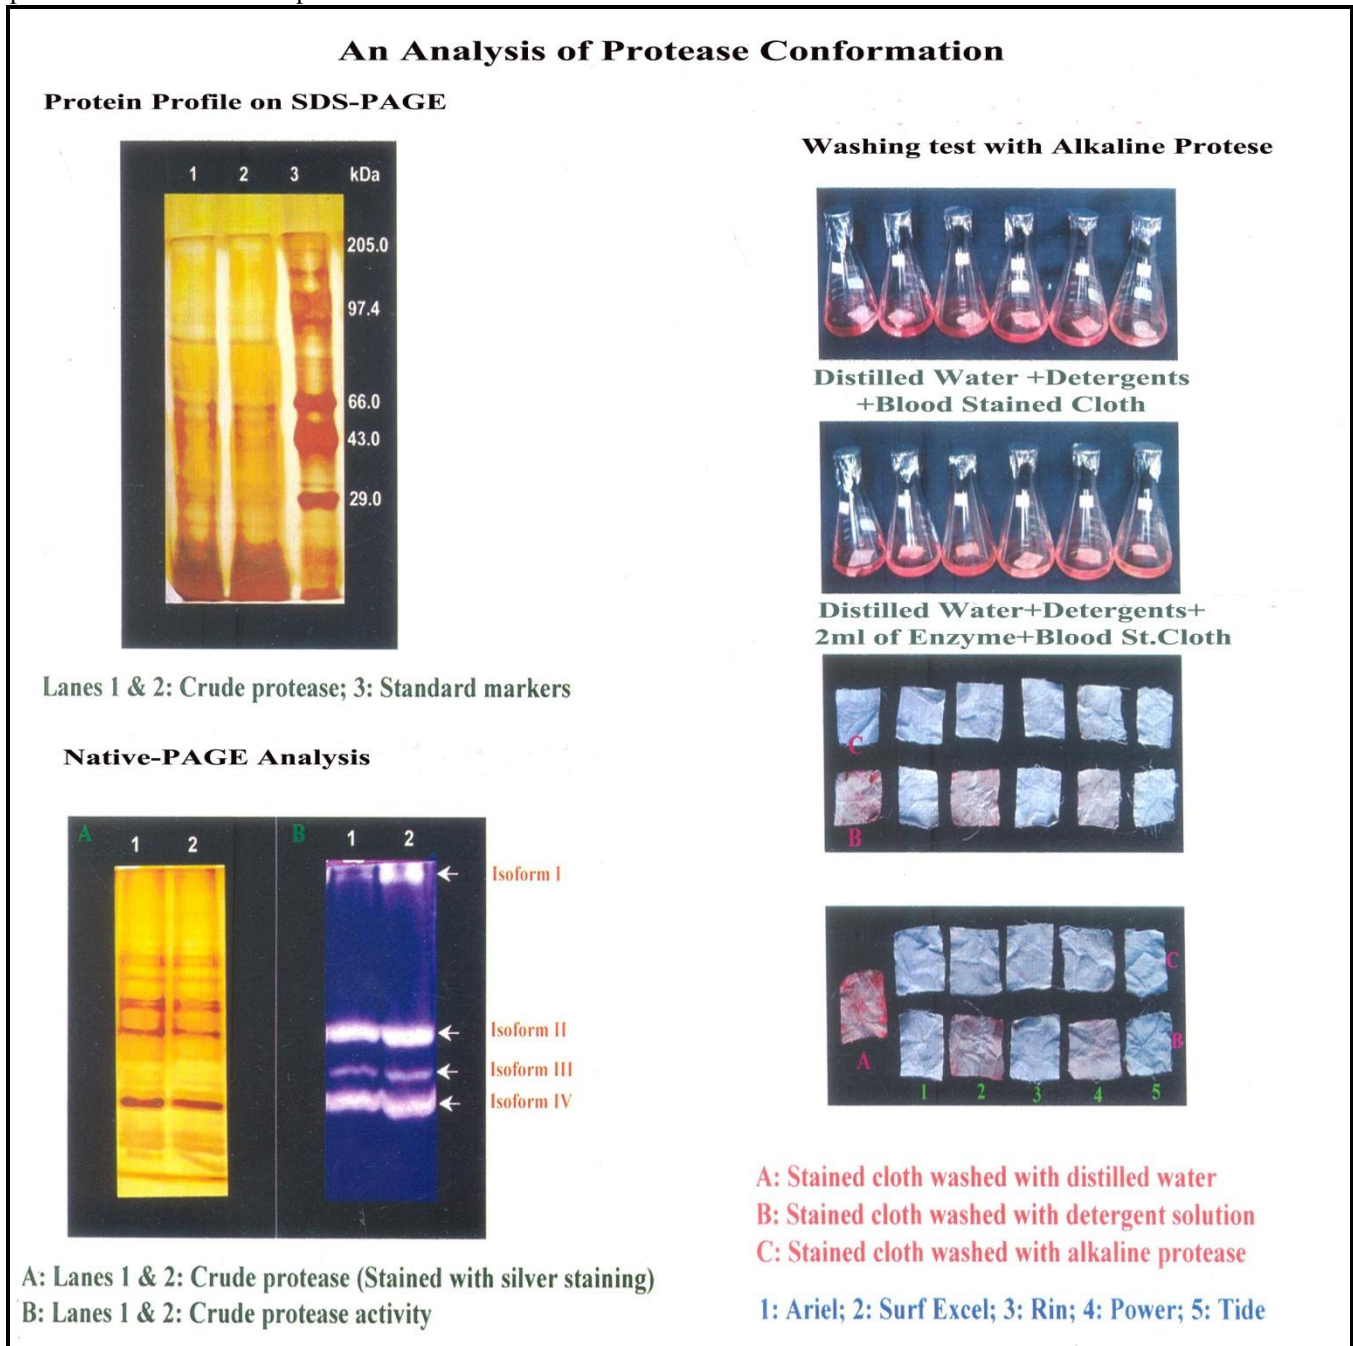 An Analysis of Protease Conformation
Protein Profile on SDS-PAGE
1 2 3 kDa
205.0
97.4
66.0
43.0
29.0
Lanes 1 & 2: Crude protease; 3: Standard markers
Native-PAGE Analysis
A
1 2
B
1 2
Isoform I
Isoform II
Isoform III
Isoform IV
A: Lanes 1 & 2: Crude protease (Stained with silver staining)
B: Lanes 1 & 2: Crude protease activity
Washing test with Alkaline Protese
Distilled Water +Detergents
+Blood Stained Cloth
Distilled Water+Detergents+
2ml of Enzyme+Blood St.Cloth
C
B
C
A
B
1 2 3 4 5
A: Stained cloth washed with distilled water
B: Stained cloth washed with detergent solution
C: Stained cloth washed with alkaline protease
1: Ariel; 2: Surf Excel; 3: Rin; 4: Power; 5: Tide